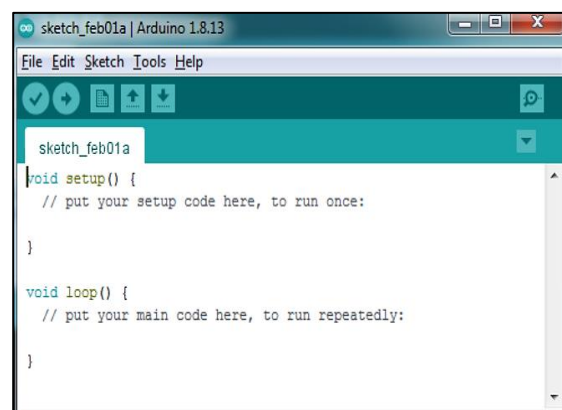 sketch_feb01a | Arduino 1.8.13
File Edit Sketch Tools Help
sketch_feb01a
void setup() {
  // put your setup code here, to run once:
}
void loop() {
  // put your main code here, to run repeatedly:
}